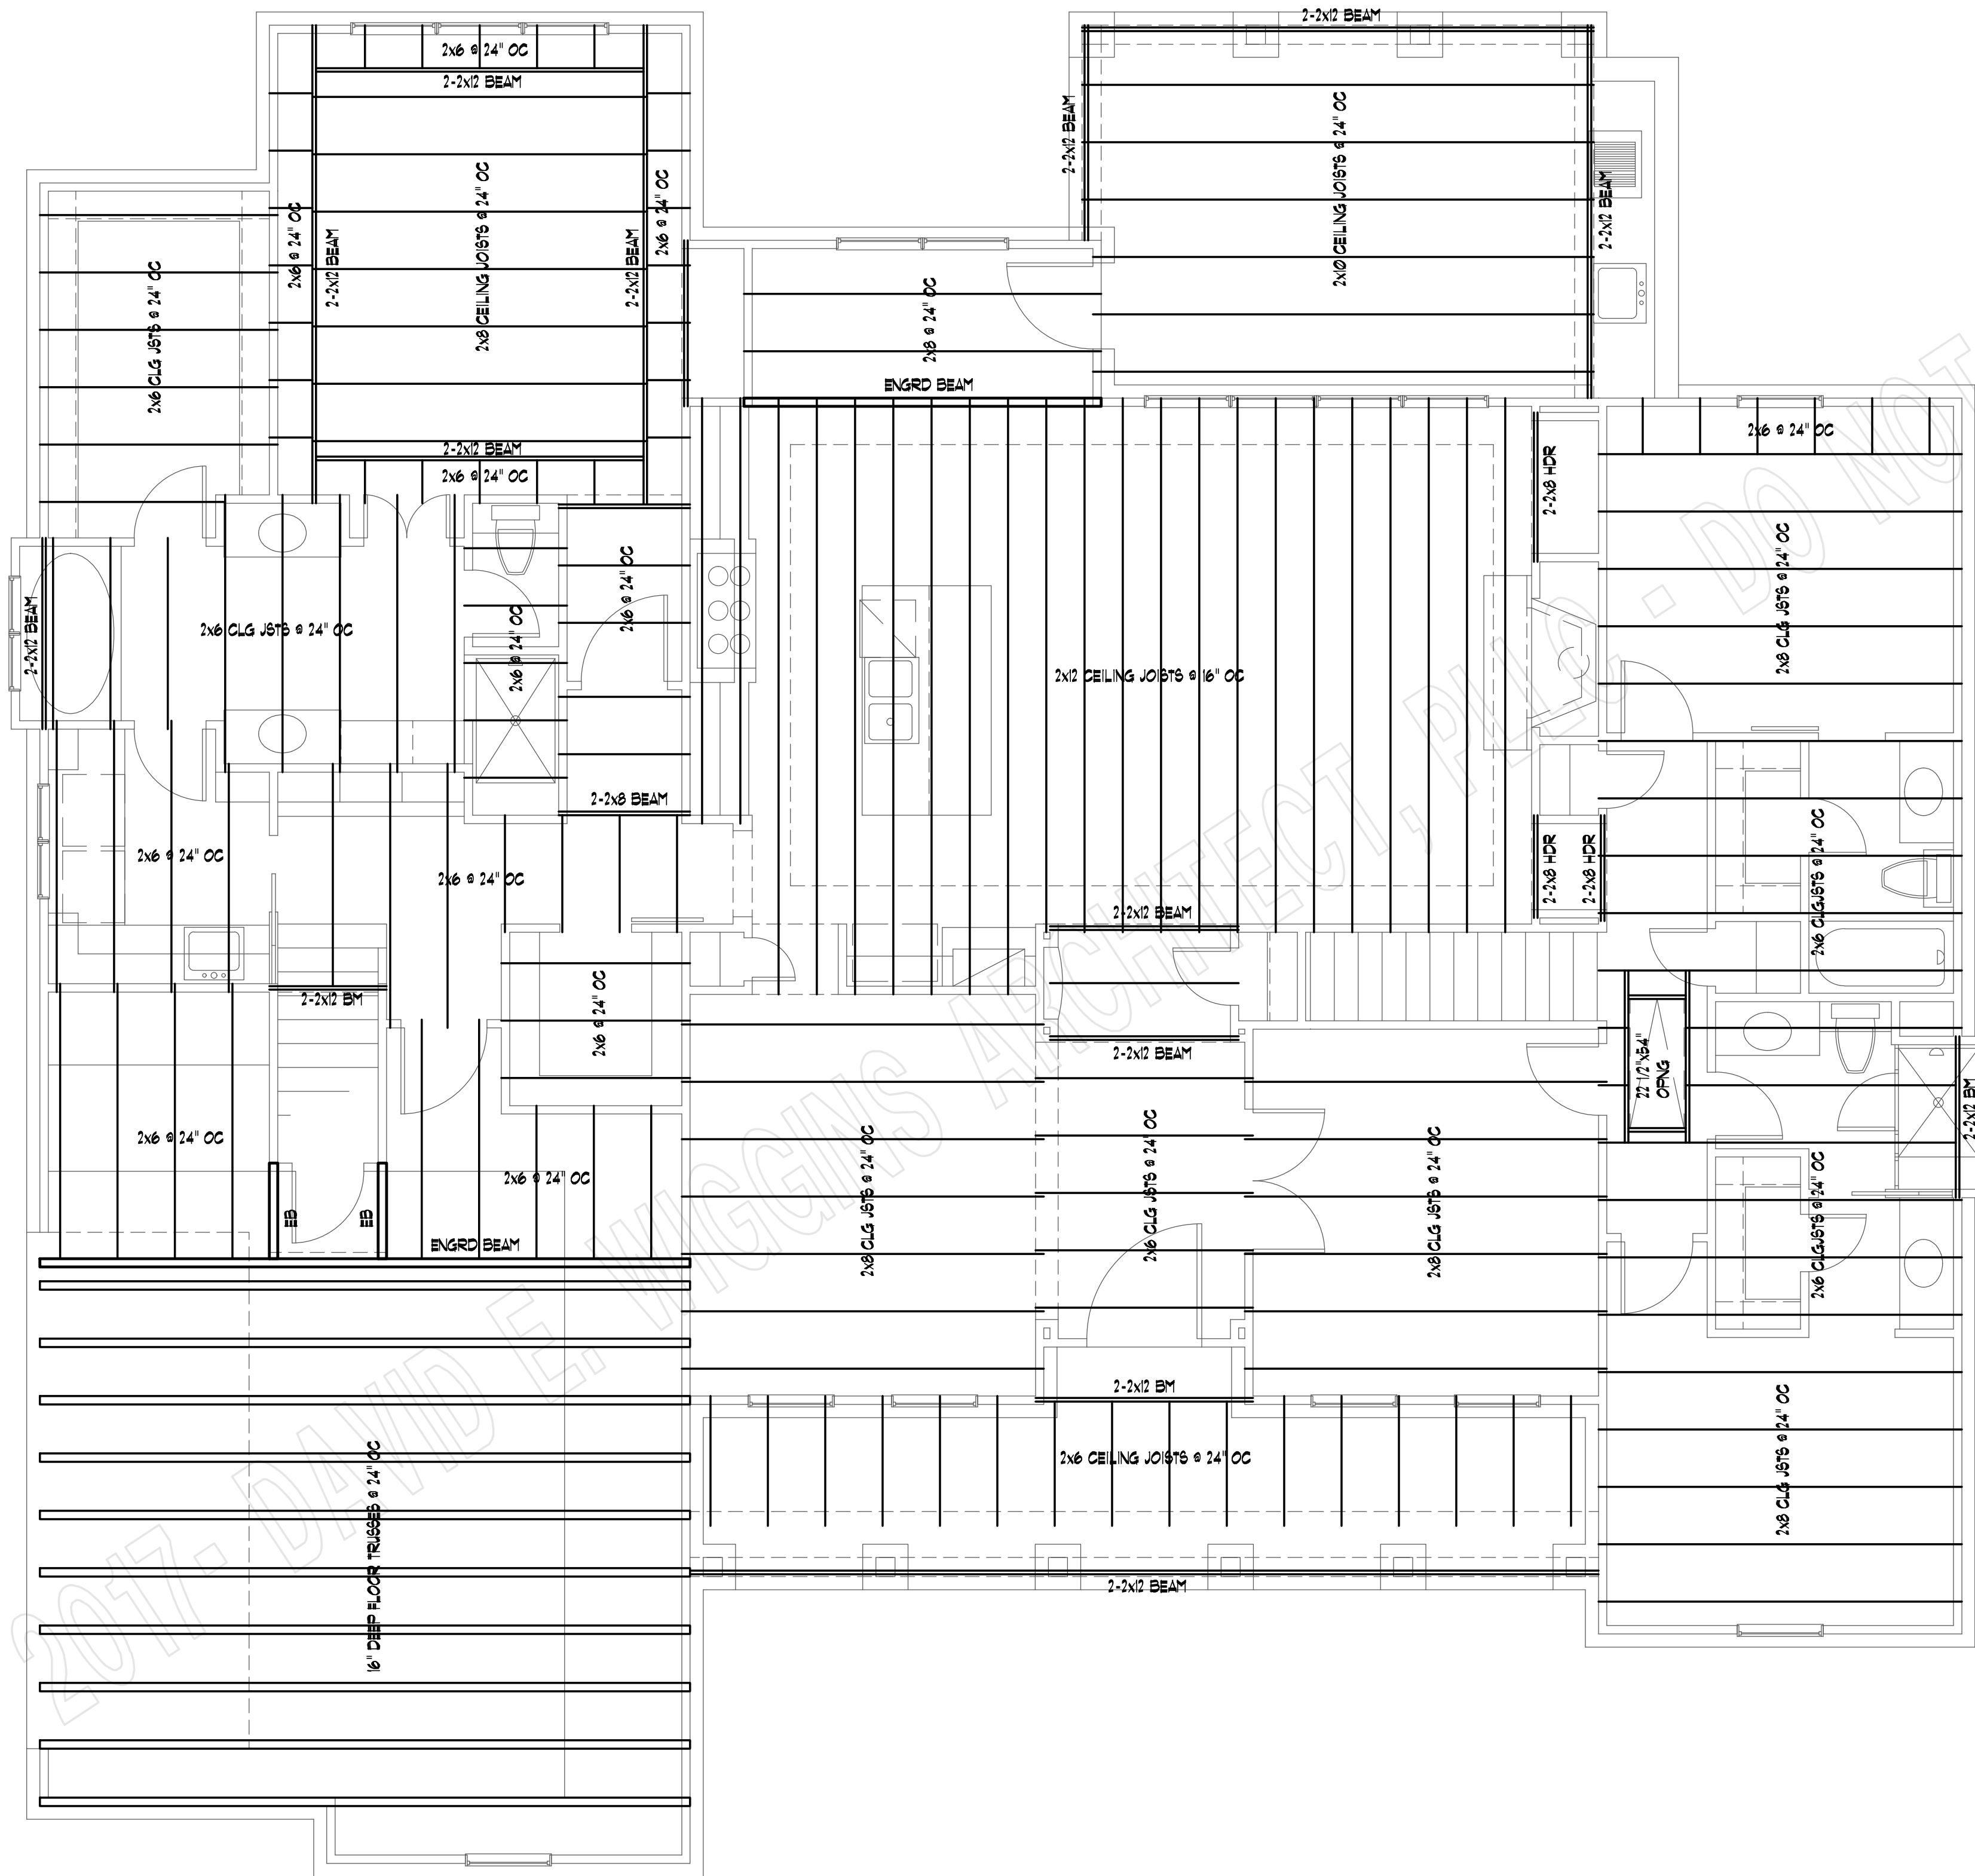 2-2x12 BEAM
2x6 @ 24" OC
2-2x12 BEAM
2-2x12 BEAM
2x10 CEILING JOISTS @ 24" OC
2-2x12 BEAM
2x6 CLG JSTS @ 24" OC
2x6 @ 24" OC
2-2x12 BEAM
2x8 CEILING JOISTS @ 24" OC
2-2x12 BEAM
2x6 @ 24" OC
2x8 @ 24" OC
ENGRD BEAM
2-2x12 BEAM
2x6 @ 24" OC
2-2x8 HDR
2x6 @ 24" OC
2x8 CLG JSTS @ 24" OC
2-2x12 BEAM
2x6 CLG JSTS @ 24" OC
2x6 @ 24" OC
2x6 @ 24" OC
2x12 CEILING JOISTS @ 16" OC
2-2x8 BEAM
2x6 @ 24" OC
2x6 @ 24" OC
2-2x8 HDR
2-2x8 HDR
2x6 CLGJSTS @ 24" OC
2-2x12 BEAM
2-2x12 BM
2x6 @ 24" OC
2-2x12 BEAM
22 1/2"x54"
OPNG
2-2x12 BM
2x6 @ 24" OC
2x6 @ 24" OC
EB
EB
ENGRD BEAM
2x8 CLG JSTS @ 24" OC
2x6 CLG JSTS @ 24" OC
2x8 CLG JSTS @ 24" OC
2x6 CLGJSTS @ 24" OC
2-2x12 BM
2x6 CEILING JOISTS @ 24" OC
2x8 CLG JSTS @ 24" OC
16" DEEP FLOOR TRUSSES @ 24" OC
2-2x12 BEAM
2017- DAVID E. WIGGINS ARCHITECT, PLLC - DO NOT